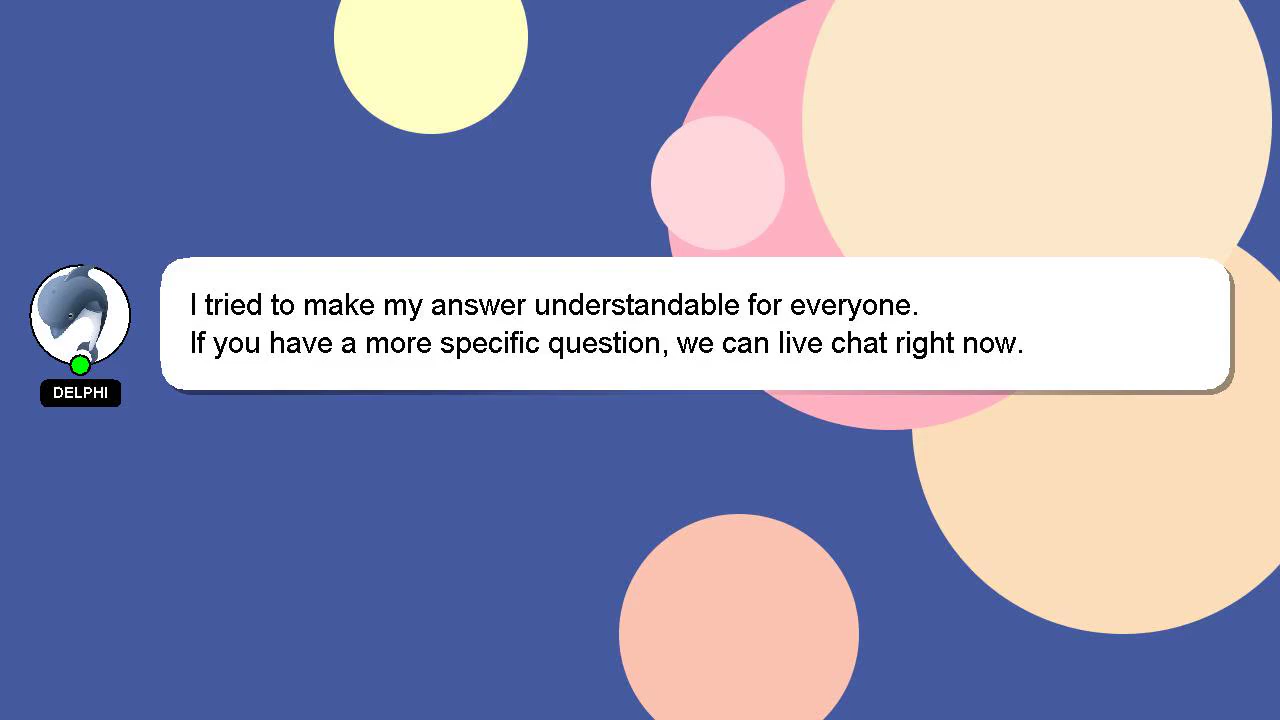 I tried to make my answer understandable for everyone.
If you have a more specific question, we can live chat right now.
DELPHI